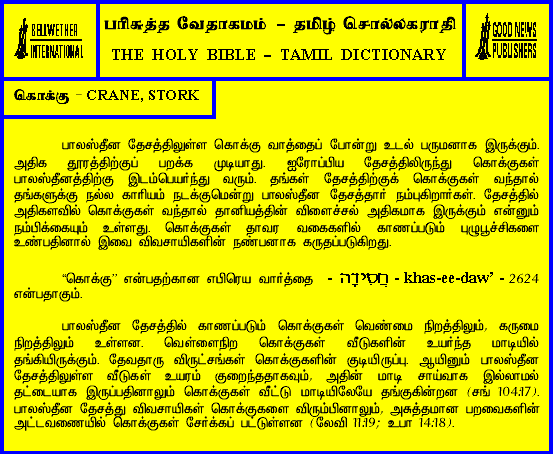 BELLWETHER
INTERNATIONAL
பரிசுத்த வேதாகமம் – தமிழ் சொல்லகராதி
THE HOLY BIBLE – TAMIL DICTIONARY
GOOD NEWS
PUBLISHERS
கொக்கு – CRANE, STORK
பாலஸ்தீன தேசத்திலுள்ள கொக்கு வாத்தைப் போன்று உடல் பருமனாக இருக்கும்.
அதிக தூரத்திற்குப் பறக்க முடியாது. ஐரோப்பிய தேசத்திலிருந்து கொக்குகள்
பாலஸ்தீனத்திற்கு இடம்பெயர்ந்து வரும். தங்கள் தேசத்திற்குக் கொக்குகள் வந்தால்
தங்களுக்கு நல்ல காரியம் நடக்குமென்று பாலஸ்தீன தேசத்தார் நம்புகிறார்கள். தேசத்தில்
அதிகளவில் கொக்குகள் வந்தால் தானியத்தின் விளைச்சல் அதிகமாக இருக்கும் என்னும்
நம்பிக்கையும் உள்ளது. கொக்குகள் தாவர வகைகளில் காணப்படும் புழுபூச்சிகளை
உண்பதினால் இவை விவசாயிகளின் நண்பனாக கருதப்படுகிறது.
“கொக்கு” என்பதற்கான எபிரெய வார்த்தை - חֲסִידָה - khas-ee-daw’ - 2624
என்பதாகும்.
பாலஸ்தீன தேசத்தில் காணப்படும் கொக்குகள் வெண்மை நிறத்திலும், கருமை
நிறத்திலும் உள்ளன. வெள்ளைநிற கொக்குகள் வீடுகளின் உயர்ந்த மாடியில்
தங்கியிருக்கும். தேவதாரு விருட்சங்கள் கொக்குகளின் குடியிருப்பு. ஆயினும் பாலஸ்தீன
தேசத்திலுள்ள வீடுகள் உயரம் குறைந்ததாகவும், அதின் மாடி சாய்வாக இல்லாமல்
தட்டையாக இருப்பதினாலும் கொக்குகள் வீட்டு மாடியிலேயே தங்குகின்றன (சங் 104:17).
பாலஸ்தீன தேசத்து விவசாயிகள் கொக்குகளை விரும்பினாலும், அசுத்தமான பறவைகளின்
அட்டவணையில் கொக்குகள் சேர்க்கப் பட்டுள்ளன (லேவி 11:19; உபா 14:18).